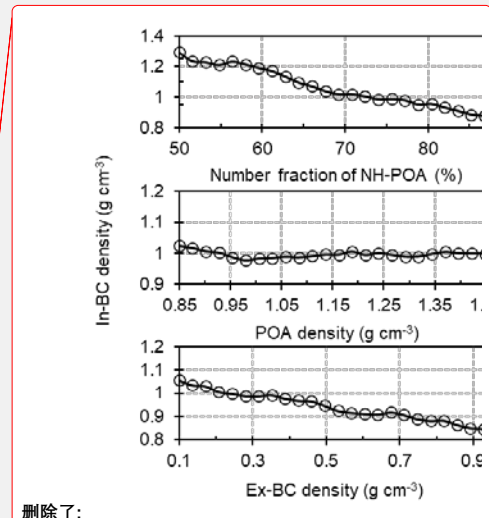 1.4
1.2
1
0.8
50 60 70 80
Number fraction of NH-POA (%)
In-BC density (g cm-3)
1.2
1.1
1.0
0.9
0.85 0.95 1.05 1.15 1.25 1.35
POA density (g cm-3)
1.2
1.1
1
0.9
0.8
0.1 0.3 0.5 0.7
Ex-BC density (g cm-3)
删除了: